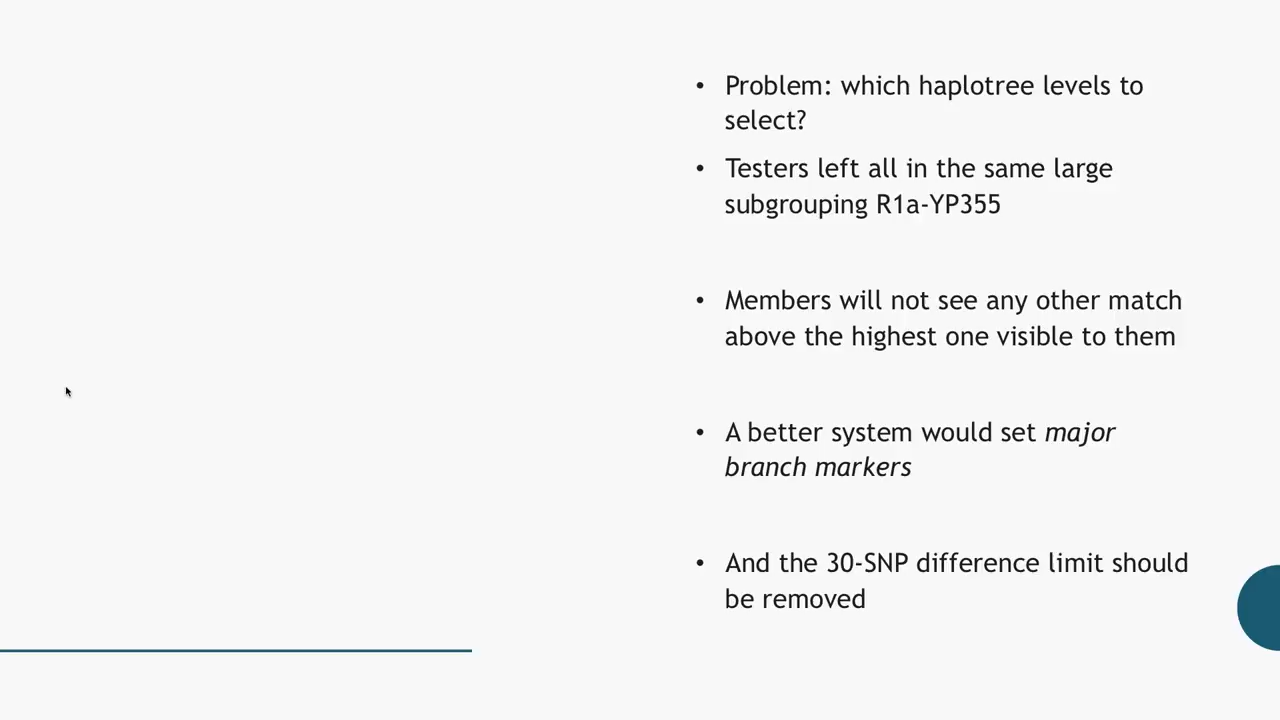 • Problem: which haplotree levels to
select?
• Testers left all in the same large
subgrouping R1a-YP355
• Members will not see any other match
above the highest one visible to them
• A better system would set major
branch markers
• And the 30-SNP difference limit should
be removed